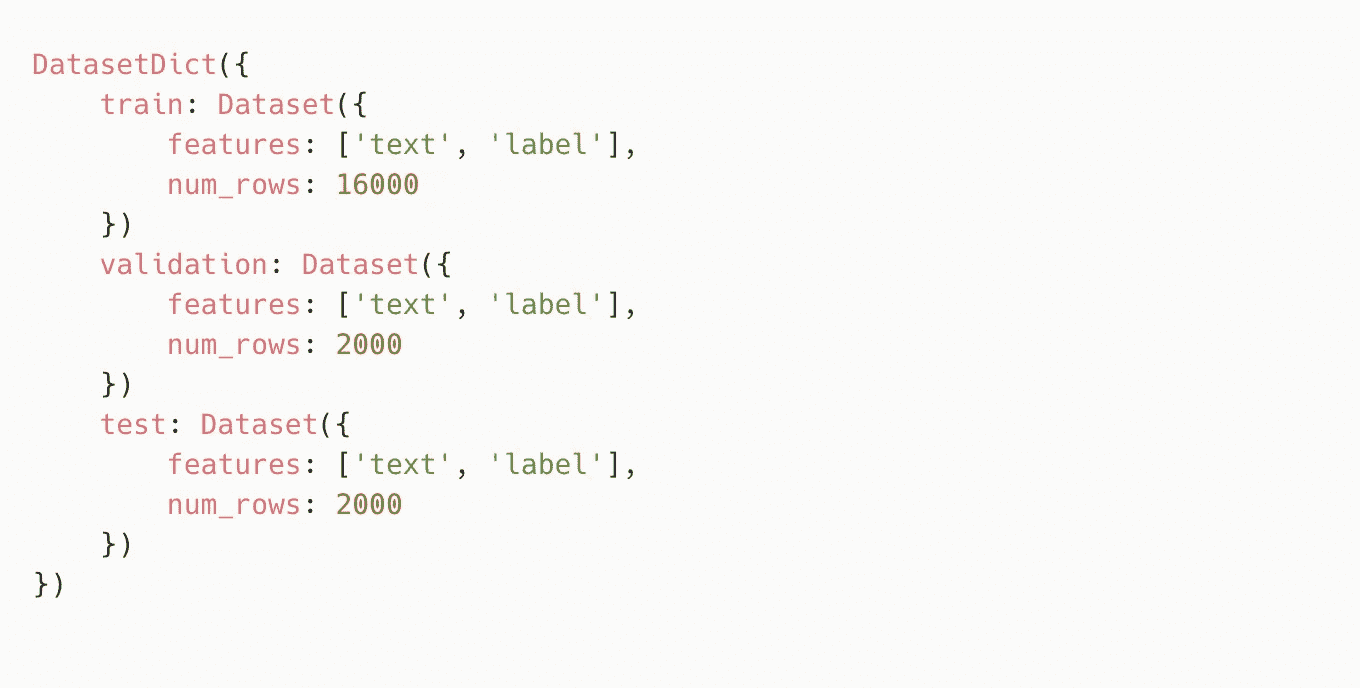 DatasetDict({
    train: Dataset({
        features: ['text', 'label'],
        num_rows: 16000
    })
    validation: Dataset({
        features: ['text', 'label'],
        num_rows: 2000
    })
    test: Dataset({
        features: ['text', 'label'],
        num_rows: 2000
    })
})